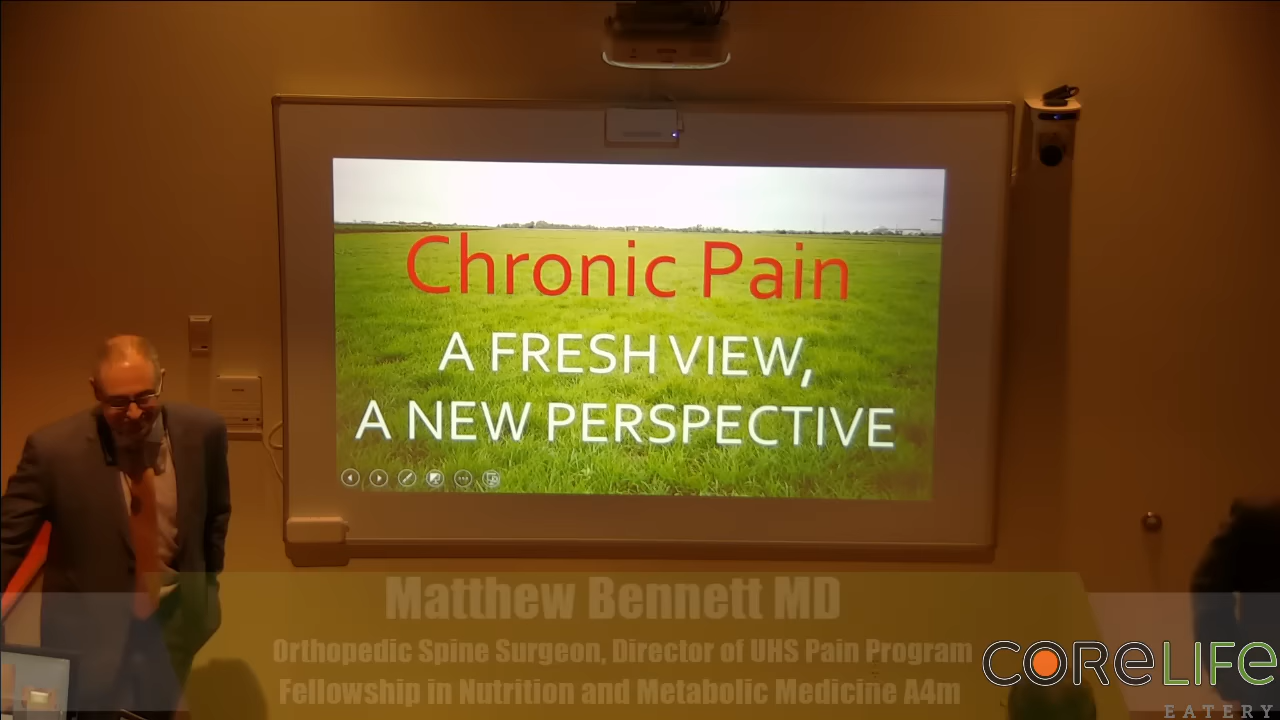 Chronic Pain
A FRESH VIEW,
A NEW PERSPECTIVE
Matthew Bennett MD
Orthopedic Spine Surgeon, Director of UHS Pain Program
Fellowship in Nutrition and Metabolic Medicine A4m
CORELIFE
EATERY